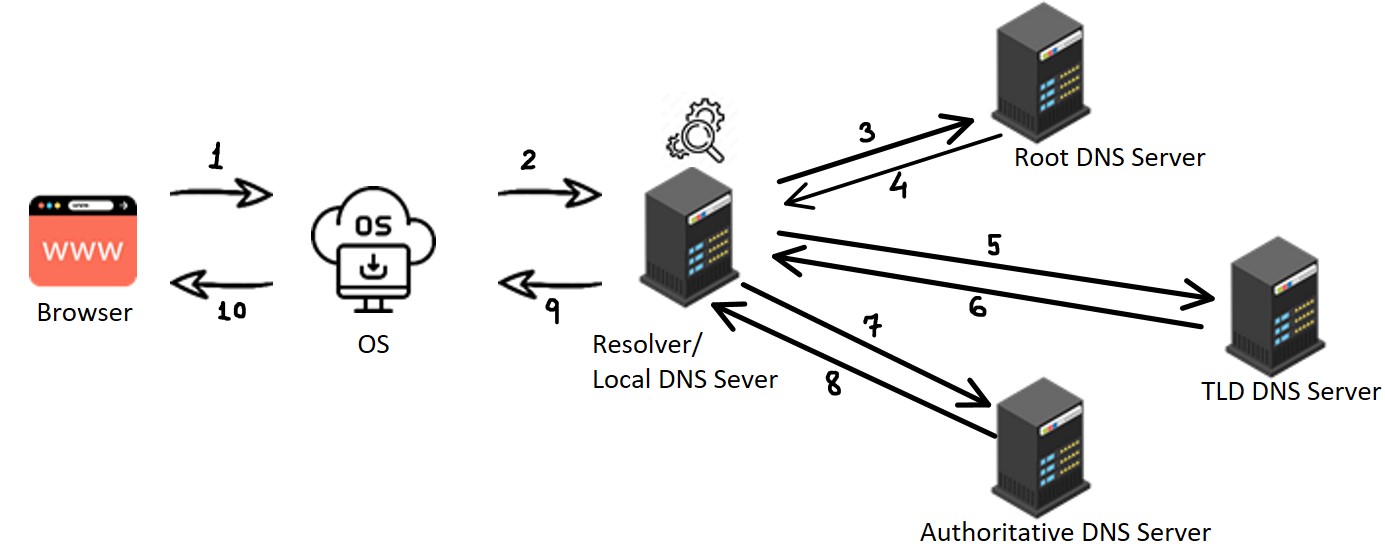 1
2
3
4
5
6
7
8
9
10
www
WWW
Browser
OS
OS
Resolver/
Local DNS Sever
Root DNS Server
TLD DNS Server
Authoritative DNS Server